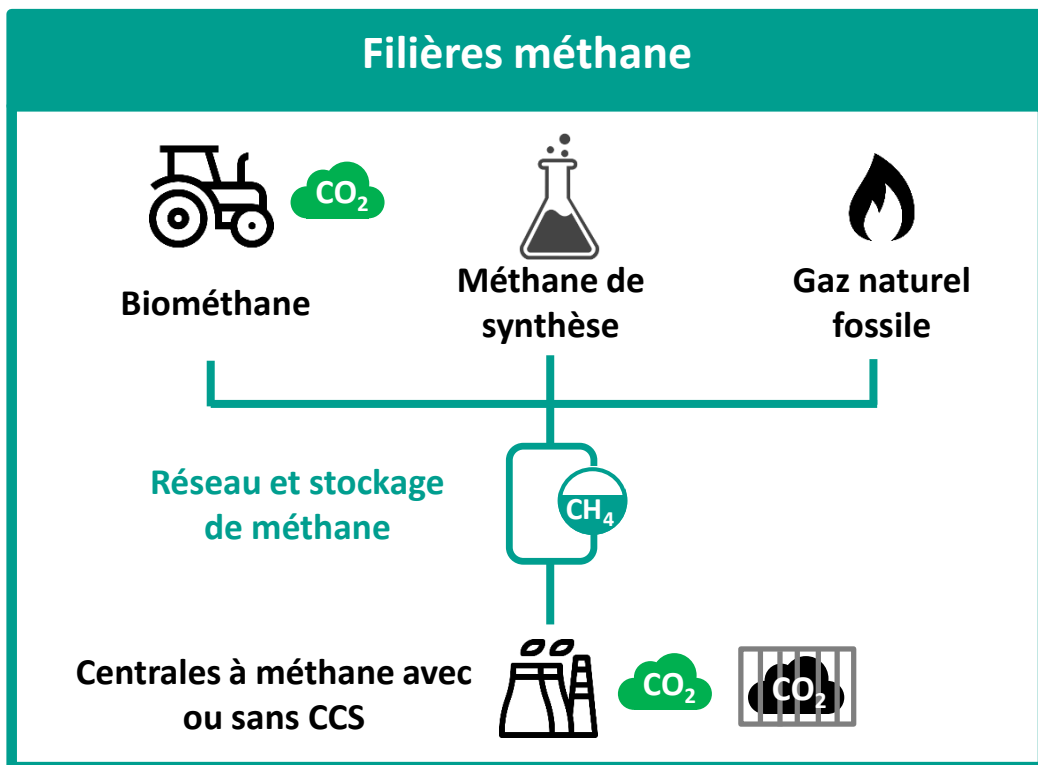 Filières méthane
CO₂
Biométhane
Méthane de
synthèse
Gaz naturel
fossile
Réseau et stockage
de méthane
CH₄
Centrales à méthane avec
ou sans CCS
CO₂
CO₂